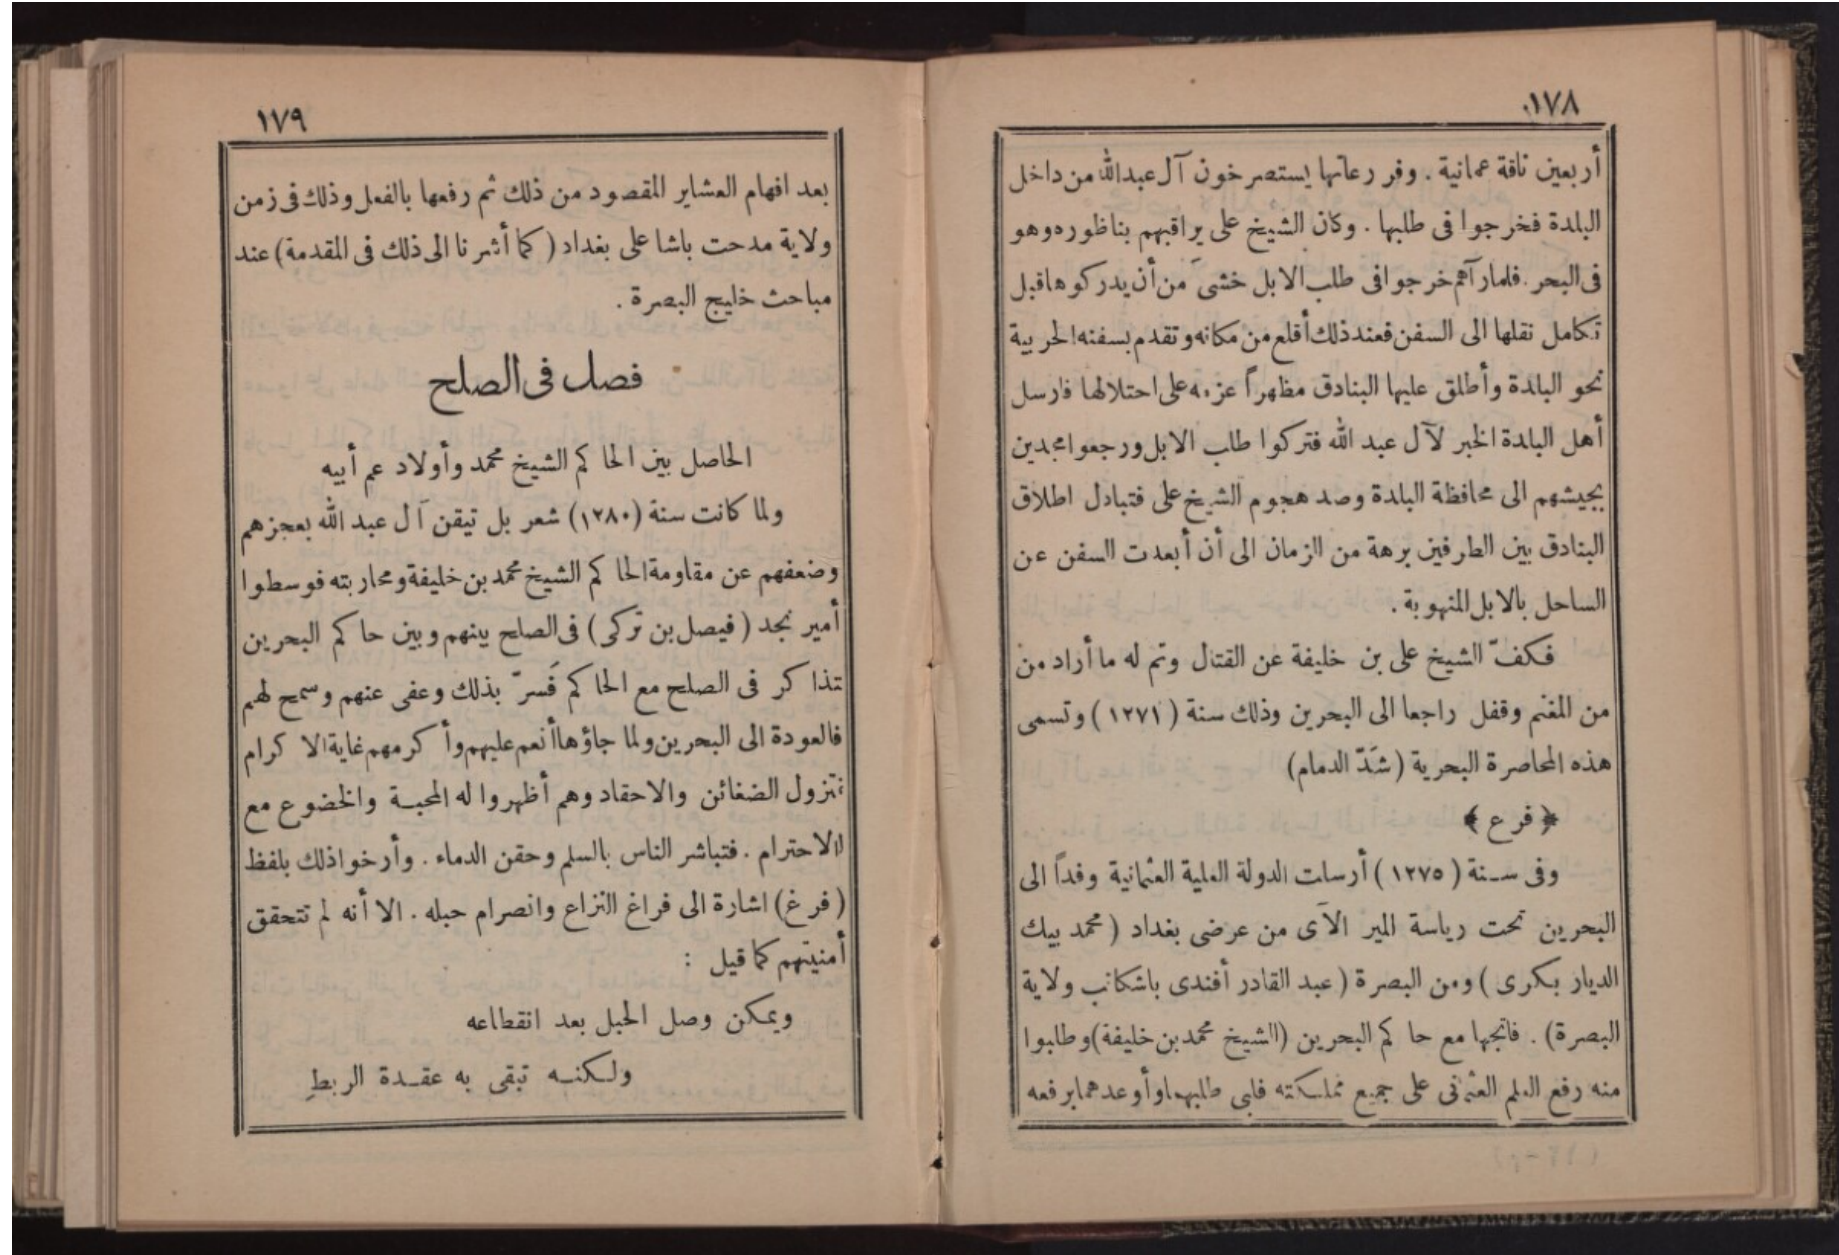 ١٧٨
أربعين ناقة عمانية . وفر رعاتها يستصرخون آل عبدالله من داخل
البلدة فخرجوا فى طلبها . وكان الشيخ على يراقبهم بناظوره وهو
فى البحر . فلما رآهم خرجوا فى طلب الابل خشى من أن يدركوها قبل
تكامل نقلها الى السفن فعند ذلك أقلع من مكانه وتقدم بسفنه الحربية
نحو البلدة وأطلق عليها البنادق مظهراً عزمه على احتلالها فارسل
أهل البلدة الخبر لآل عبد الله فتركوا طلب الابل ورجعوا مجدين
بجيشهم الى محافظة البلدة وصد هجوم الشيخ على فتبادل اطلاق
البنادق بين الطرفين برهة من الزمان الى أن أبعدت السفن عن
الساحل بالابل المنهوبة .
فكفّ الشيخ على بن خليفة عن القتال وتم له ما أراد من
من المغنم وقفل راجعا الى البحرين وذلك سنة ( ١٢٧١ ) وتسمى
هذه المحاصرة البحرية (شَدّ الدمام)
﴿ فرع ﴾
وفى سنة ( ١٢٧٥ ) أرسلت الدولة العلية العثمانية وفداً الى
البحرين تحت رياسة المير الآى من عرضى بغداد ( محمد بيك
الديار بكرى ) ومن البصرة ( عبد القادر أفندى باشكاتب ولاية
البصرة) . فاتجها مع حاكم البحرين (الشيخ محمد بن خليفة) وطلبوا
منه رفع العلم العثمانى على جميع مملكته فلبى طلبهما وأوعدهما برفعه
١٧٩
بعد افهام العشاير المقصود من ذلك ثم رفعها بالفعل وذلك فى زمن
ولاية مدحت باشا على بغداد ( كما أشرنا الى ذلك فى المقدمة ) عند
مباحث خليج البصرة .
فصل فى الصلح
الحاصل بين الحاكم الشيخ محمد وأولاد عم أبيه
ولما كانت سنة (١٢٨٠) شعر بل تيقن آل عبد الله بعجزهم
وضعفهم عن مقاومة الحاكم الشيخ محمد بن خليفة ومحاربته فوسطوا
أمير نجد ( فيصل بن تركى ) فى الصلح بينهم وبين حاكم البحرين
تذاكر فى الصلح مع الحاكم فَسرّ بذلك وعفى عنهم وسمح لهم
فالعودة الى البحرين ولما جاؤها أنعم عليهم وأكرمهم غاية الاكرام
تزول الضغائن والاحقاد وهم أظهروا له المحبة والخضوع مع
الاحترام . فتباشر الناس بالسلم وحقن الدماء . وأرخوا ذلك بلفظ
( فرغ ) اشارة الى فراغ النزاع وانصرام حبله . الا أنه لم تتحقق
أمنيتهم كما قيل :
ويمكن وصل الحبل بعد انقطاعه
ولكنه تبقى به عقدة الربطِ